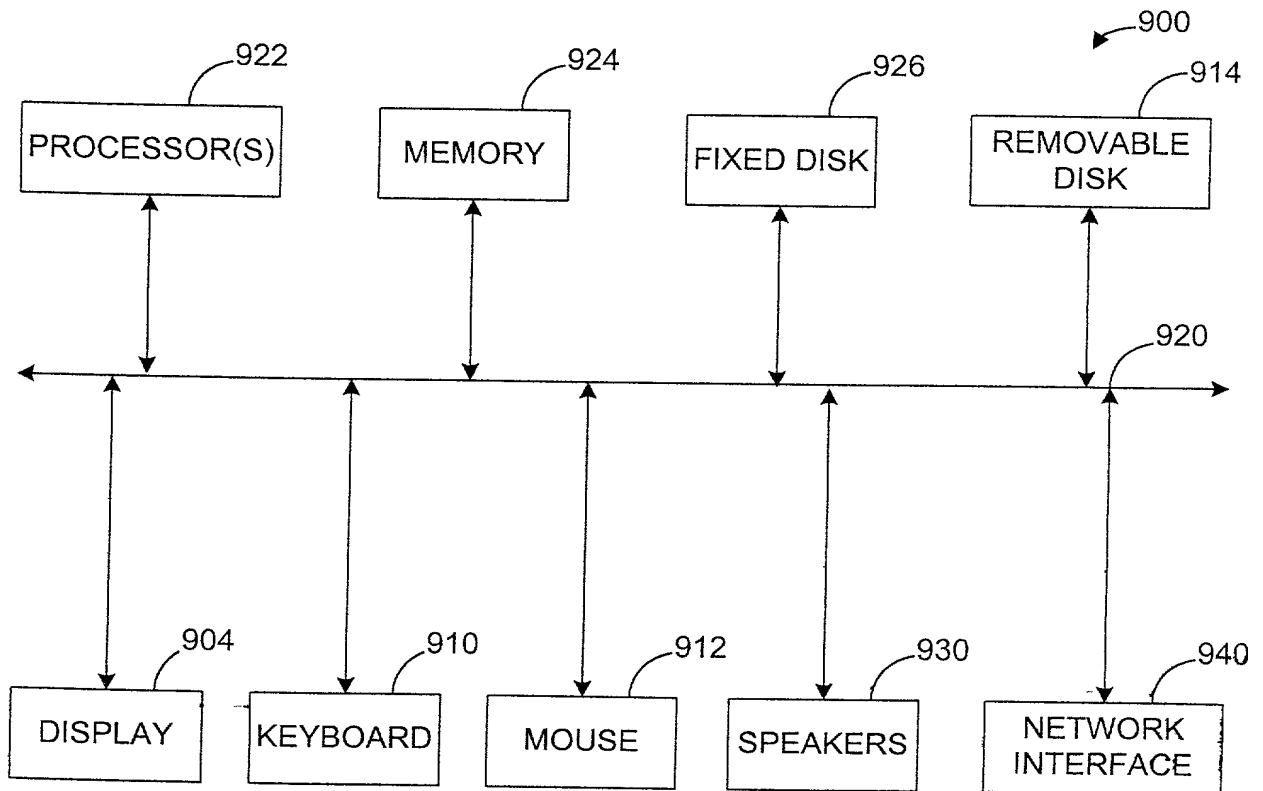 900
922
924
926
914
PROCESSOR(S)
MEMORY
FIXED DISK
REMOVABLE
DISK
920
904
910
912
930
940
DISPLAY
KEYBOARD
MOUSE
SPEAKERS
NETWORK
INTERFACE